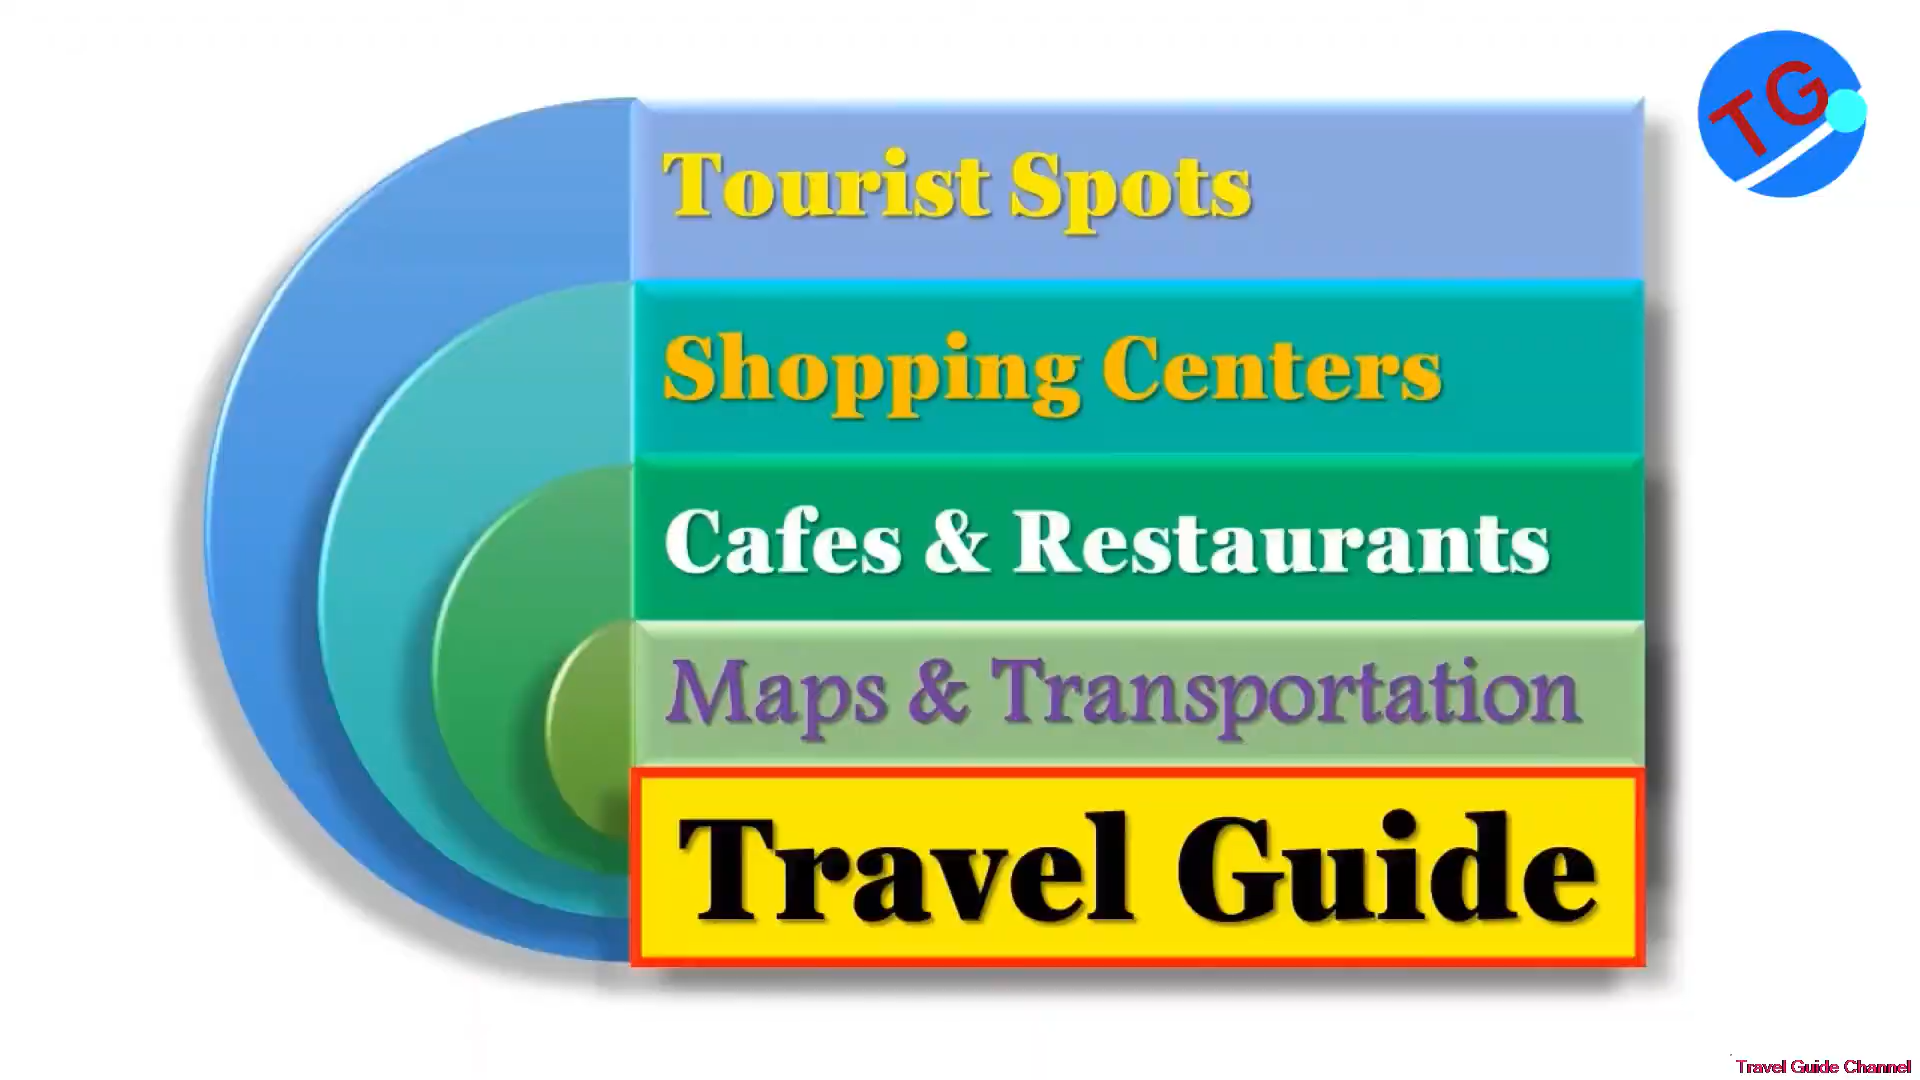 TG
Tourist Spots
Shopping Centers
Cafes & Restaurants
Maps & Transportation
Travel Guide
Travel Guide Channel